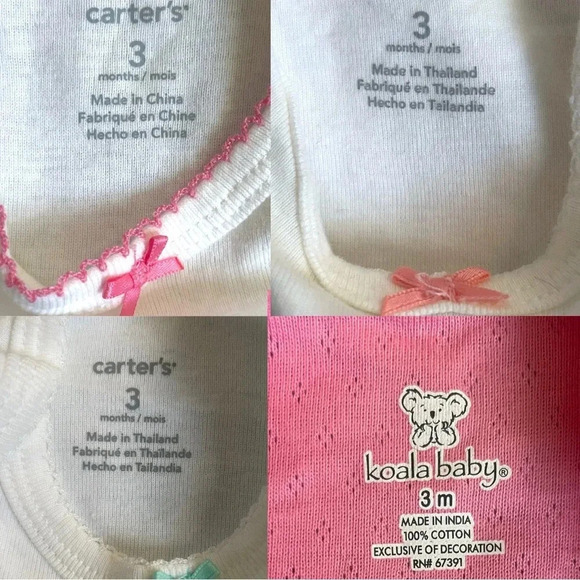 carter's
3
months / mois
Made in China
Fabriqué en Chine
Hecho en China
3
months / mois
Made in Thailand
Fabriqué en Thaïlande
Hecho en Tailandia
carter's
3
months / mois
Made in Thailand
Fabriqué en Thaïlande
Hecho en Tailandia
koala baby®
3 m
MADE IN INDIA
100% COTTON
EXCLUSIVE OF DECORATION
RN# 67391